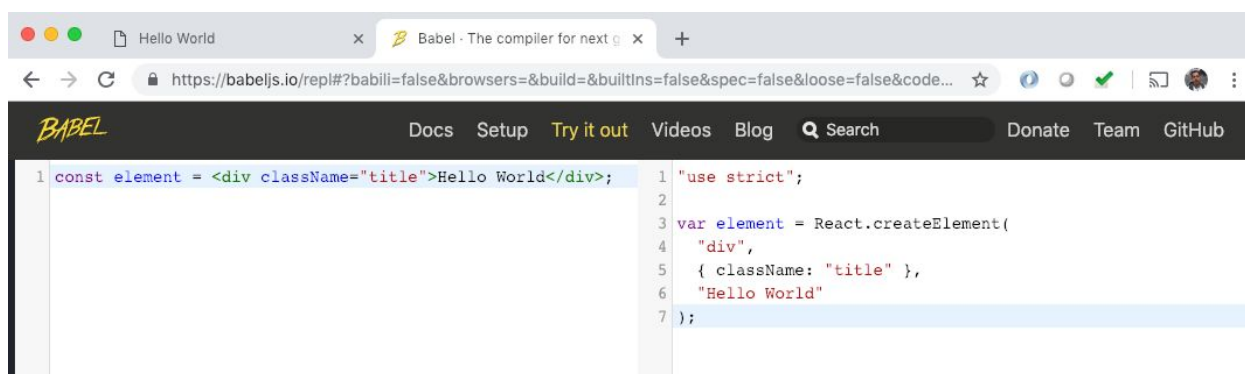 Hello World
Babel · The compiler for next g
https://babeljs.io/repl#?babili=false&browsers=&build=&builtIns=false&spec=false&loose=false&code...
BABEL Docs Setup Try it out Videos Blog Search Donate Team GitHub
1 const element = <div className="title">Hello World</div>;
1 "use strict";
2
3 var element = React.createElement(
4 "div",
5 { className: "title" },
6 "Hello World"
7 );